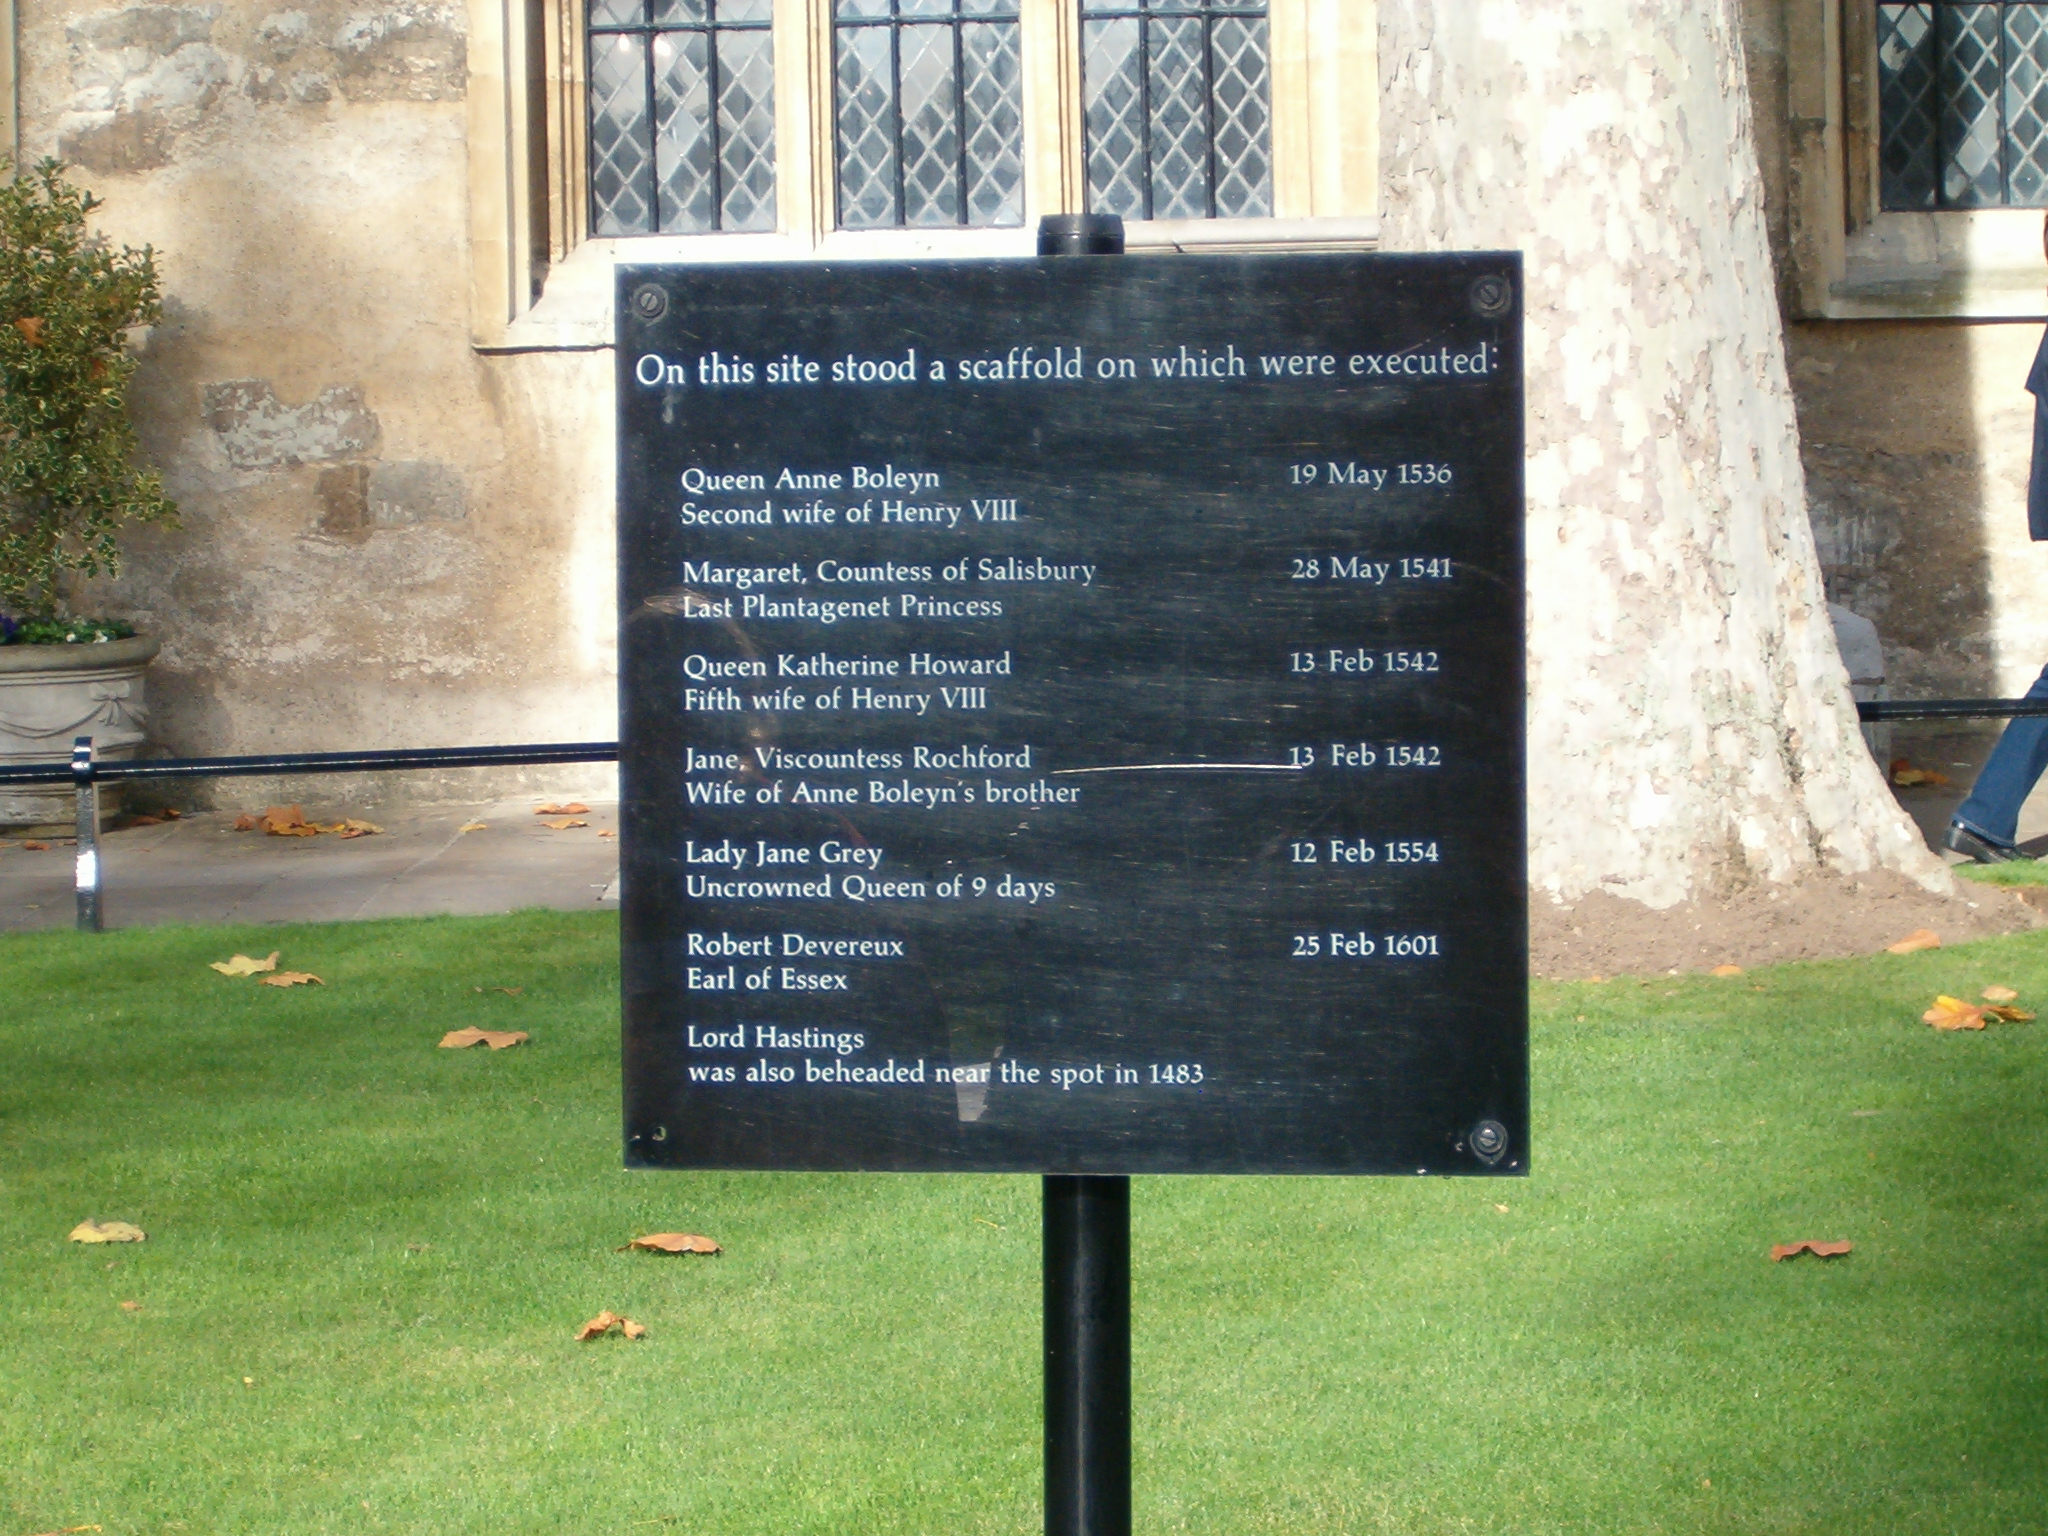 On this site stood a scaffold on which were executed:
Queen Anne Boleyn 19 May 1536
Second wife of Henry VIII
Margaret, Countess of Salisbury 28 May 1541
Last Plantagenet Princess
Queen Katherine Howard 13 Feb 1542
Fifth wife of Henry VIII
Jane, Viscountess Rochford 13 Feb 1542
Wife of Anne Boleyn's brother
Lady Jane Grey 12 Feb 1554
Uncrowned Queen of 9 days
Robert Devereux 25 Feb 1601
Earl of Essex
Lord Hastings
was also beheaded near the spot in 1483